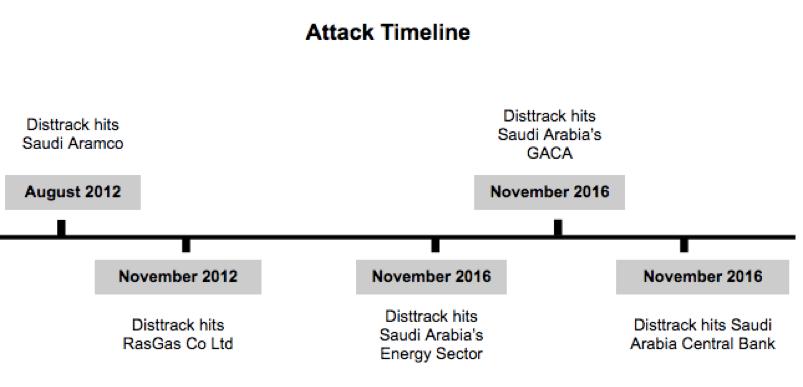 Attack Timeline
Disttrack hits
Saudi Aramco
August 2012
November 2012
Disttrack hits
RasGas Co Ltd
November 2016
Disttrack hits
Saudi Arabia's
Energy Sector
Disttrack hits
Saudi Arabia's
GACA
November 2016
November 2016
Disttrack hits Saudi
Arabia Central Bank